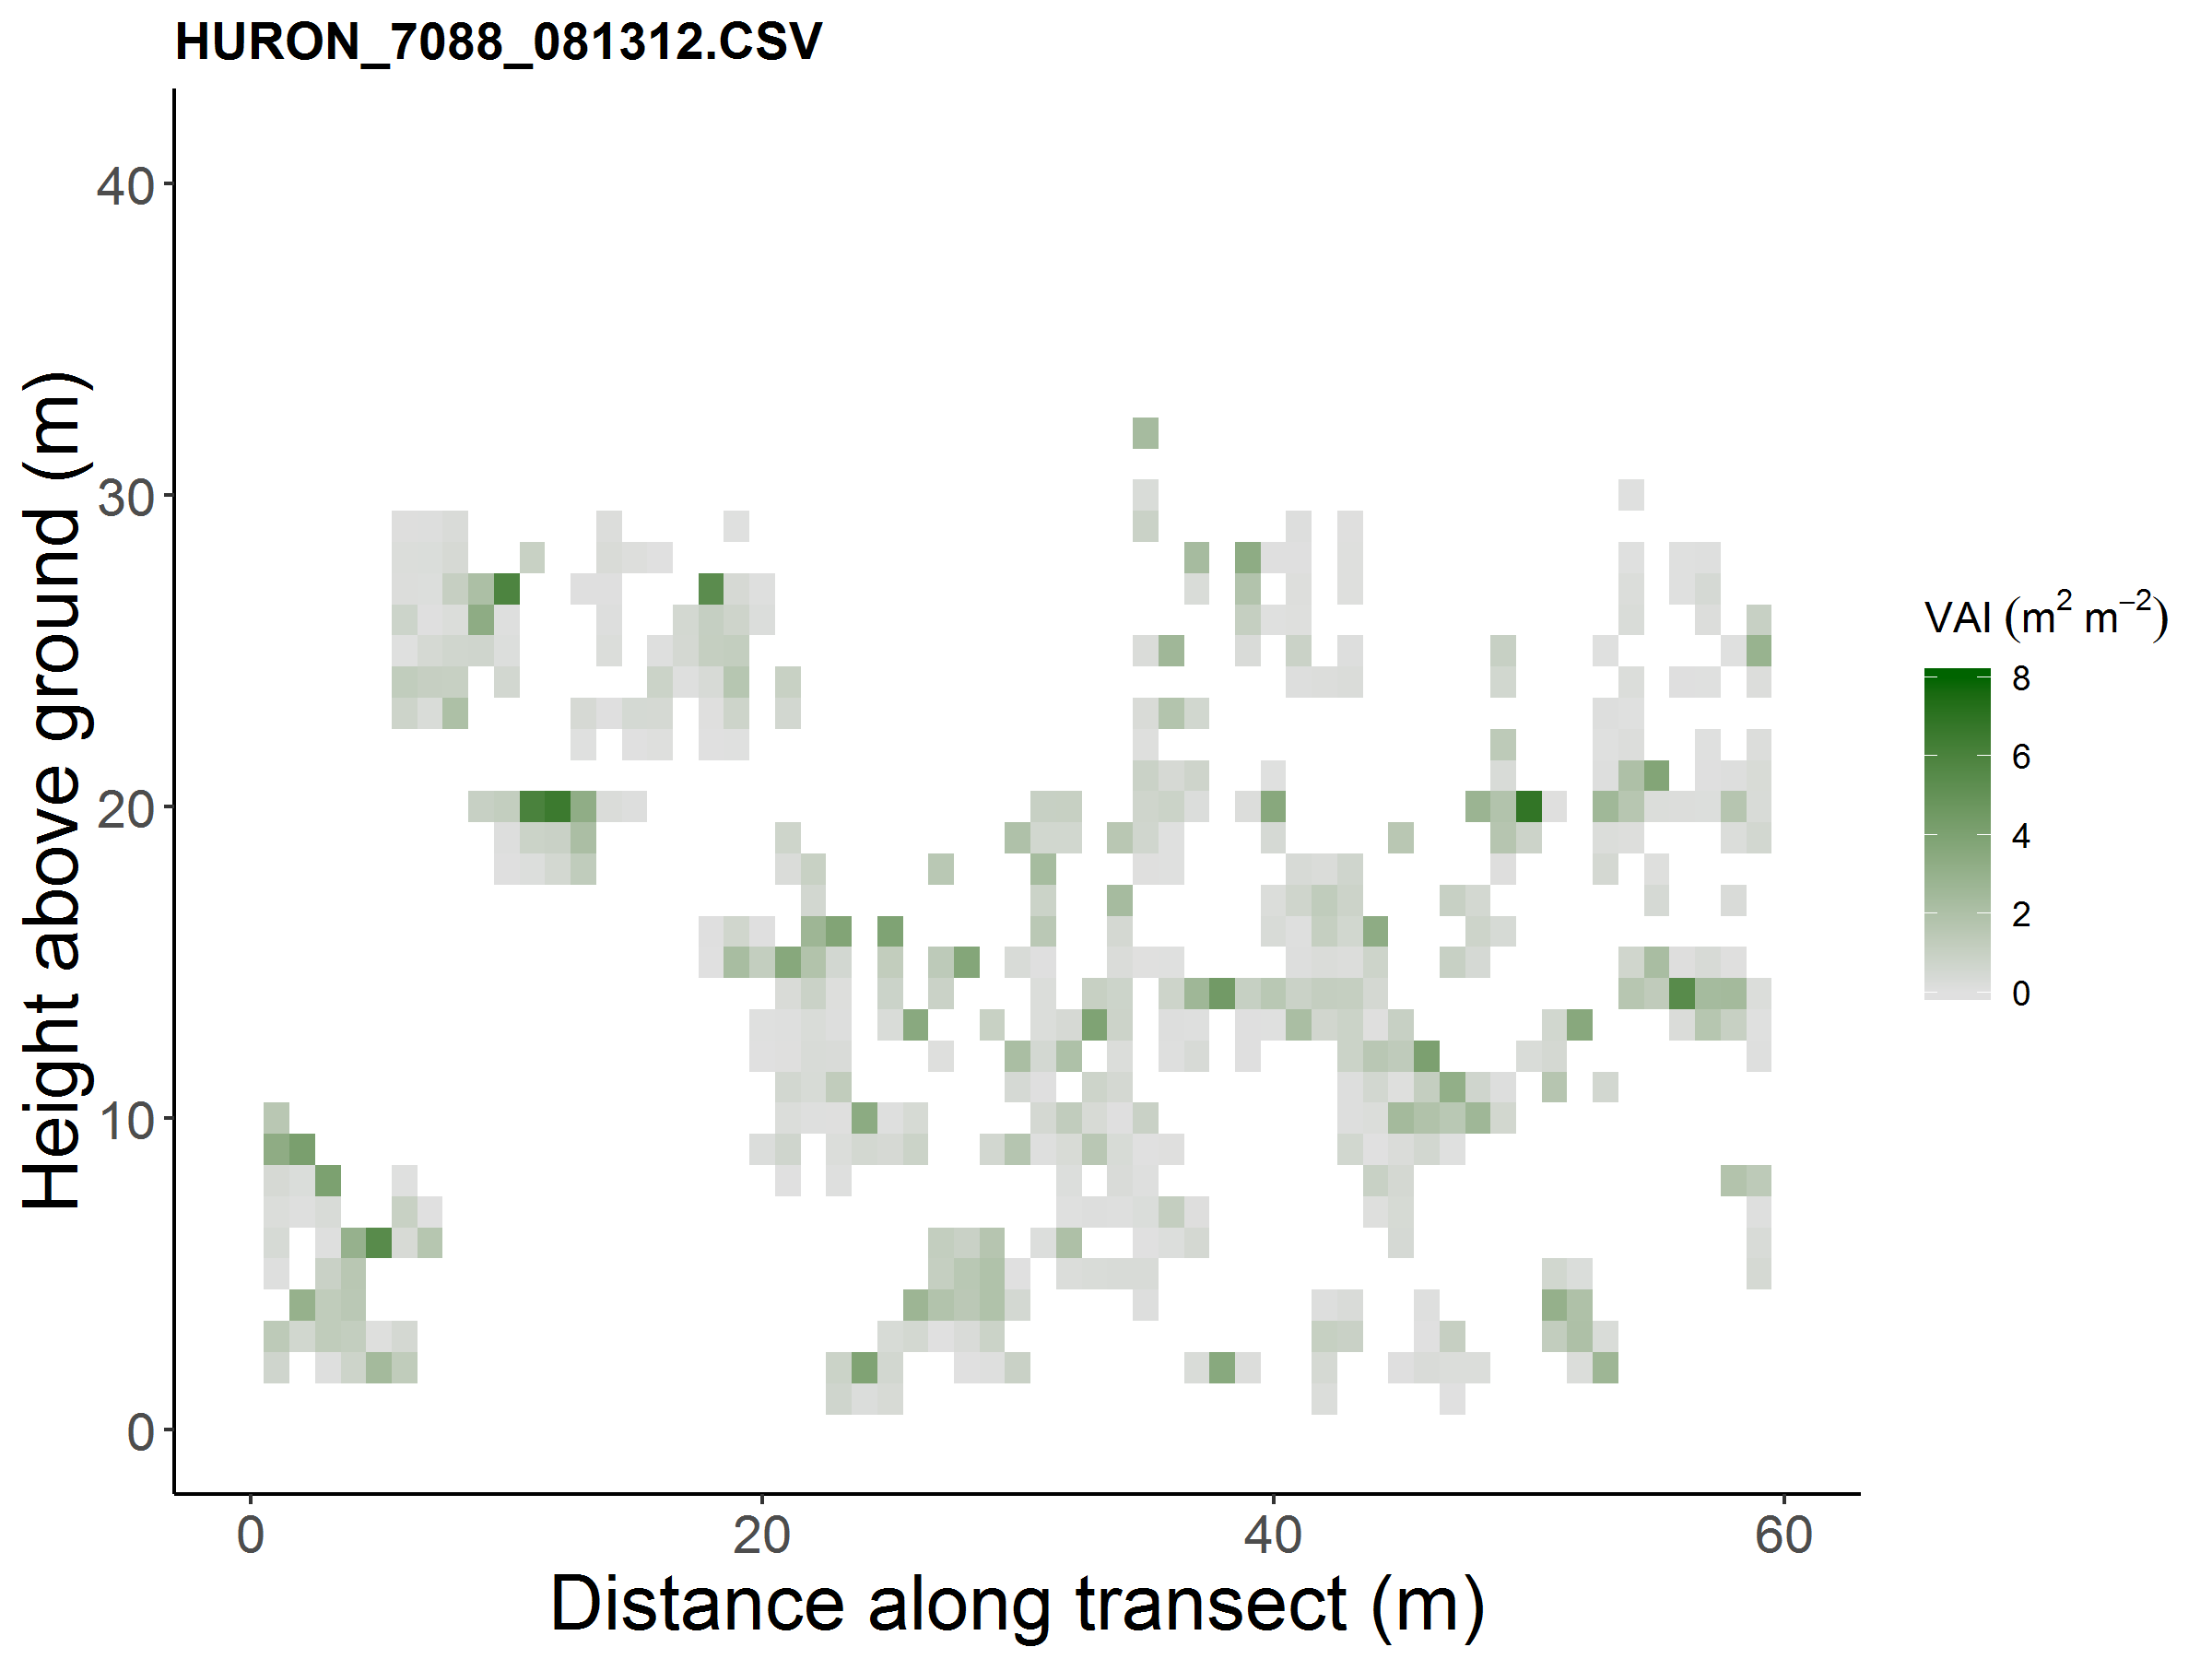 HURON_7088_081312.CSV
Height above ground (m)
40
30
20
10
0
0 20 40 60
Distance along transect (m)
VAI (m² m⁻²)
8
6
4
2
0